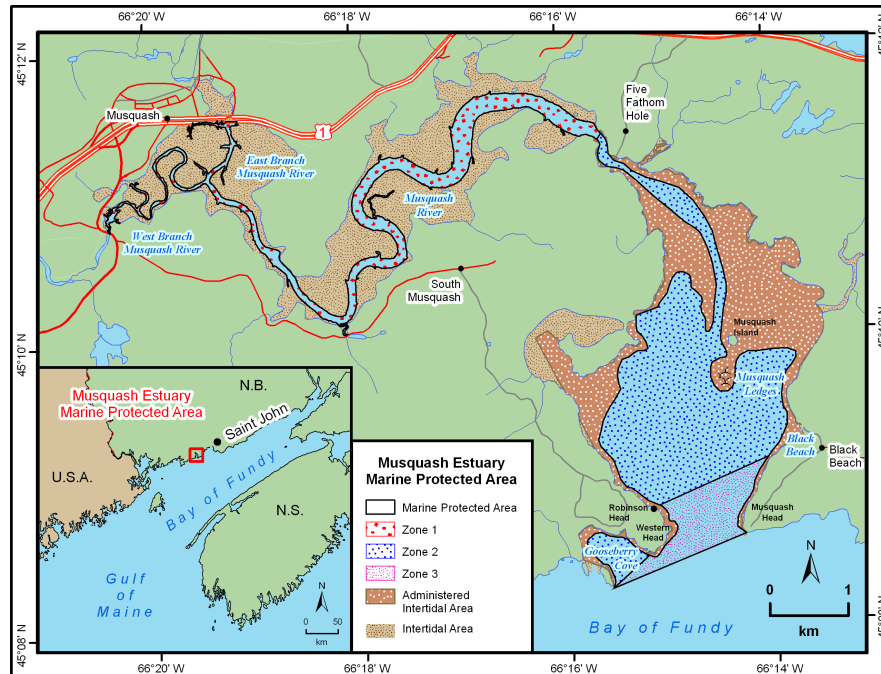 66°20' W
66°18' W
66°16' W
66°14' W
45°12' N
Five
Fathom
Hole
Musquash
1
East Branch
Musquash River
Musquash
River
West Branch
Musquash River
South
Musquash
45°10' N
45°10' N
Musquash
Island
Musquash
Ledges
Black
Beach
Black
Beach
Robinson
Head
Western
Head
Musquash
Head
Gooseberry
Cove
Bay of Fundy
N
0 1
km
N.B.
Musquash Estuary
Marine Protected Area
Saint John
U.S.A.
Bay of Fundy
N.S.
Gulf
of
Maine
N
0 50
km
Musquash Estuary
Marine Protected Area
Marine Protected Area
Zone 1
Zone 2
Zone 3
Administered
Intertidal Area
Intertidal Area
45°08' N
66°20' W
66°18' W
66°16' W
66°14' W